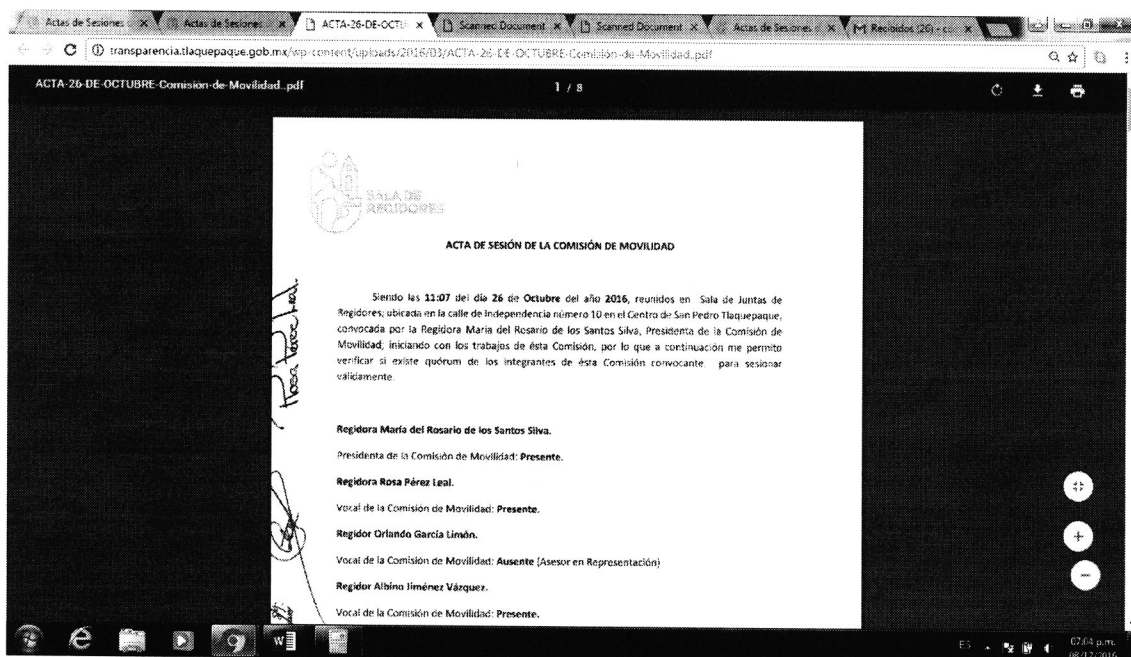 Actas de Sesiones
Actas de Sesiones
ACTA-26-DE-OCTU
Scanned Document
Scanned Document
Actas de Sesiones
Recibidos (26) - c
transparencia.tlaquepaque.gob.mx/wp-content/uploads/2016/03/ACTA-26-DE-OCTUBRE-Comisión-de-Movilidad..pdf
ACTA-26-DE-OCTUBRE-Comisión-de-Movilidad..pdf
1 / 8
SALA DE
REGIDORES
ACTA DE SESIÓN DE LA COMISIÓN DE MOVILIDAD
Siendo las 11:07 del día 26 de Octubre del año 2016, reunidos en Sala de Juntas de
Regidores; ubicada en la calle de Independencia número 10 en el Centro de San Pedro Tlaquepaque,
convocada por la Regidora María del Rosario de los Santos Silva, Presidenta de la Comisión de
Movilidad; iniciando con los trabajos de ésta Comisión, por lo que a continuación me permito
verificar si existe quórum de los integrantes de ésta Comisión convocante para sesionar
válidamente.
Rosa Perez Leal.
Regidora María del Rosario de los Santos Silva.
Presidenta de la Comisión de Movilidad: Presente.
Regidora Rosa Pérez Leal.
Vocal de la Comisión de Movilidad: Presente.
Regidor Orlando García Limón.
Vocal de la Comisión de Movilidad: Ausente (Asesor en Representación)
Regidor Albino Jiménez Vázquez.
Vocal de la Comisión de Movilidad: Presente.
ES
07:04 p.m.
08/12/2016